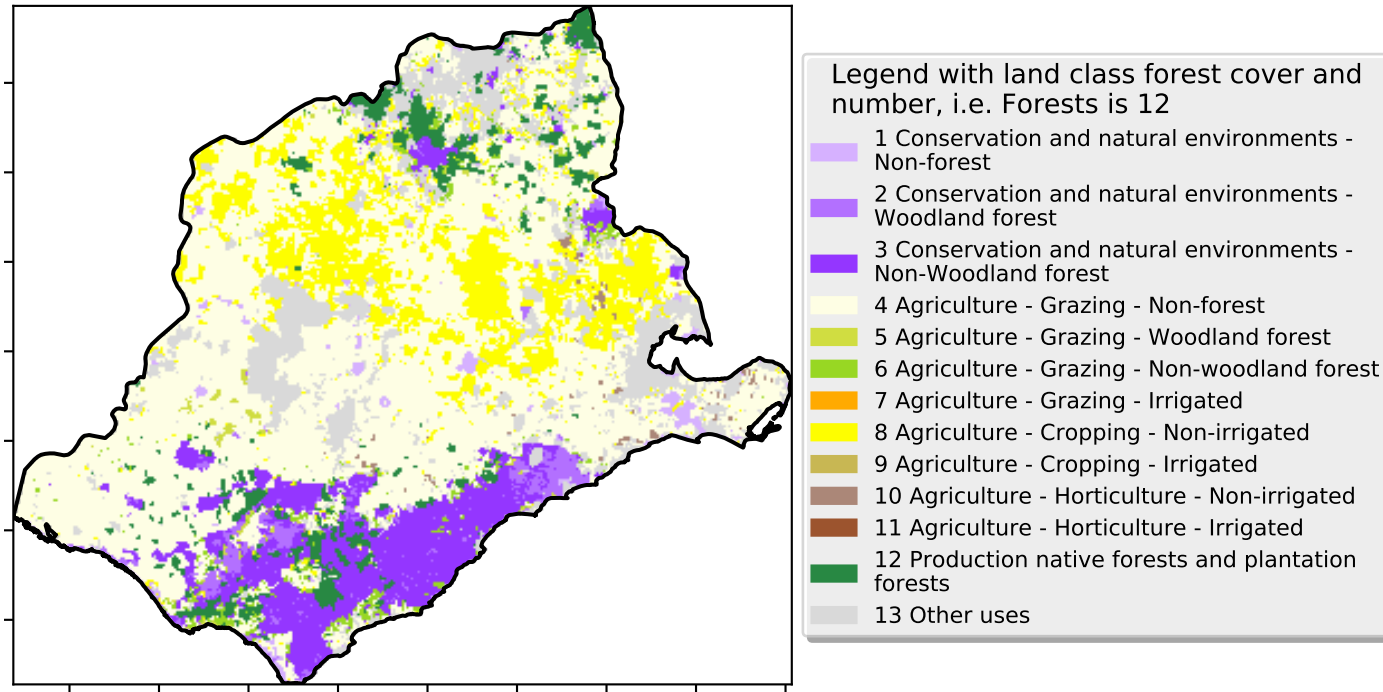 Legend with land class forest cover and
number, i.e. Forests is 12
1 Conservation and natural environments -
Non-forest
2 Conservation and natural environments -
Woodland forest
3 Conservation and natural environments -
Non-Woodland forest
4 Agriculture - Grazing - Non-forest
5 Agriculture - Grazing - Woodland forest
6 Agriculture - Grazing - Non-woodland forest
7 Agriculture - Grazing - Irrigated
8 Agriculture - Cropping - Non-irrigated
9 Agriculture - Cropping - Irrigated
10 Agriculture - Horticulture - Non-irrigated
11 Agriculture - Horticulture - Irrigated
12 Production native forests and plantation
forests
13 Other uses